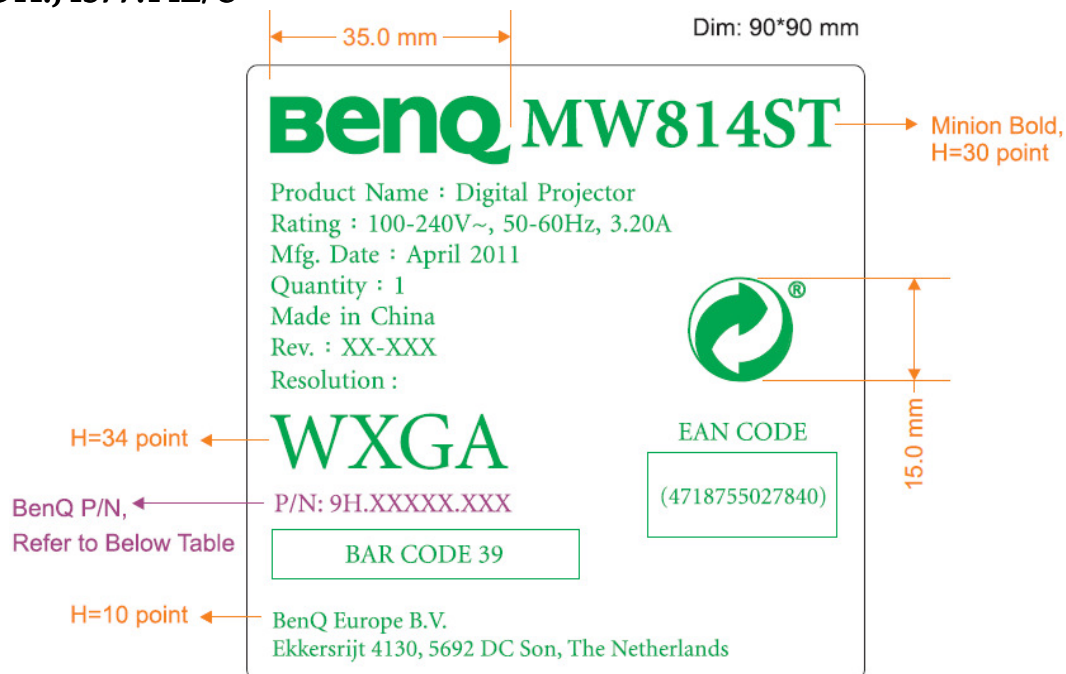 35.0 mm
Dim: 90*90 mm
BenQ MW814ST
Minion Bold,
H=30 point
Product Name : Digital Projector
Rating : 100-240V~, 50-60Hz, 3.20A
Mfg. Date : April 2011
Quantity : 1
Made in China
Rev. : XX-XXX
Resolution :
®
15.0 mm
H=34 point
WXGA
EAN CODE
(4718755027840)
BenQ P/N,
Refer to Below Table
P/N: 9H.XXXXX.XXX
BAR CODE 39
H=10 point
BenQ Europe B.V.
Ekkersrijt 4130, 5692 DC Son, The Netherlands